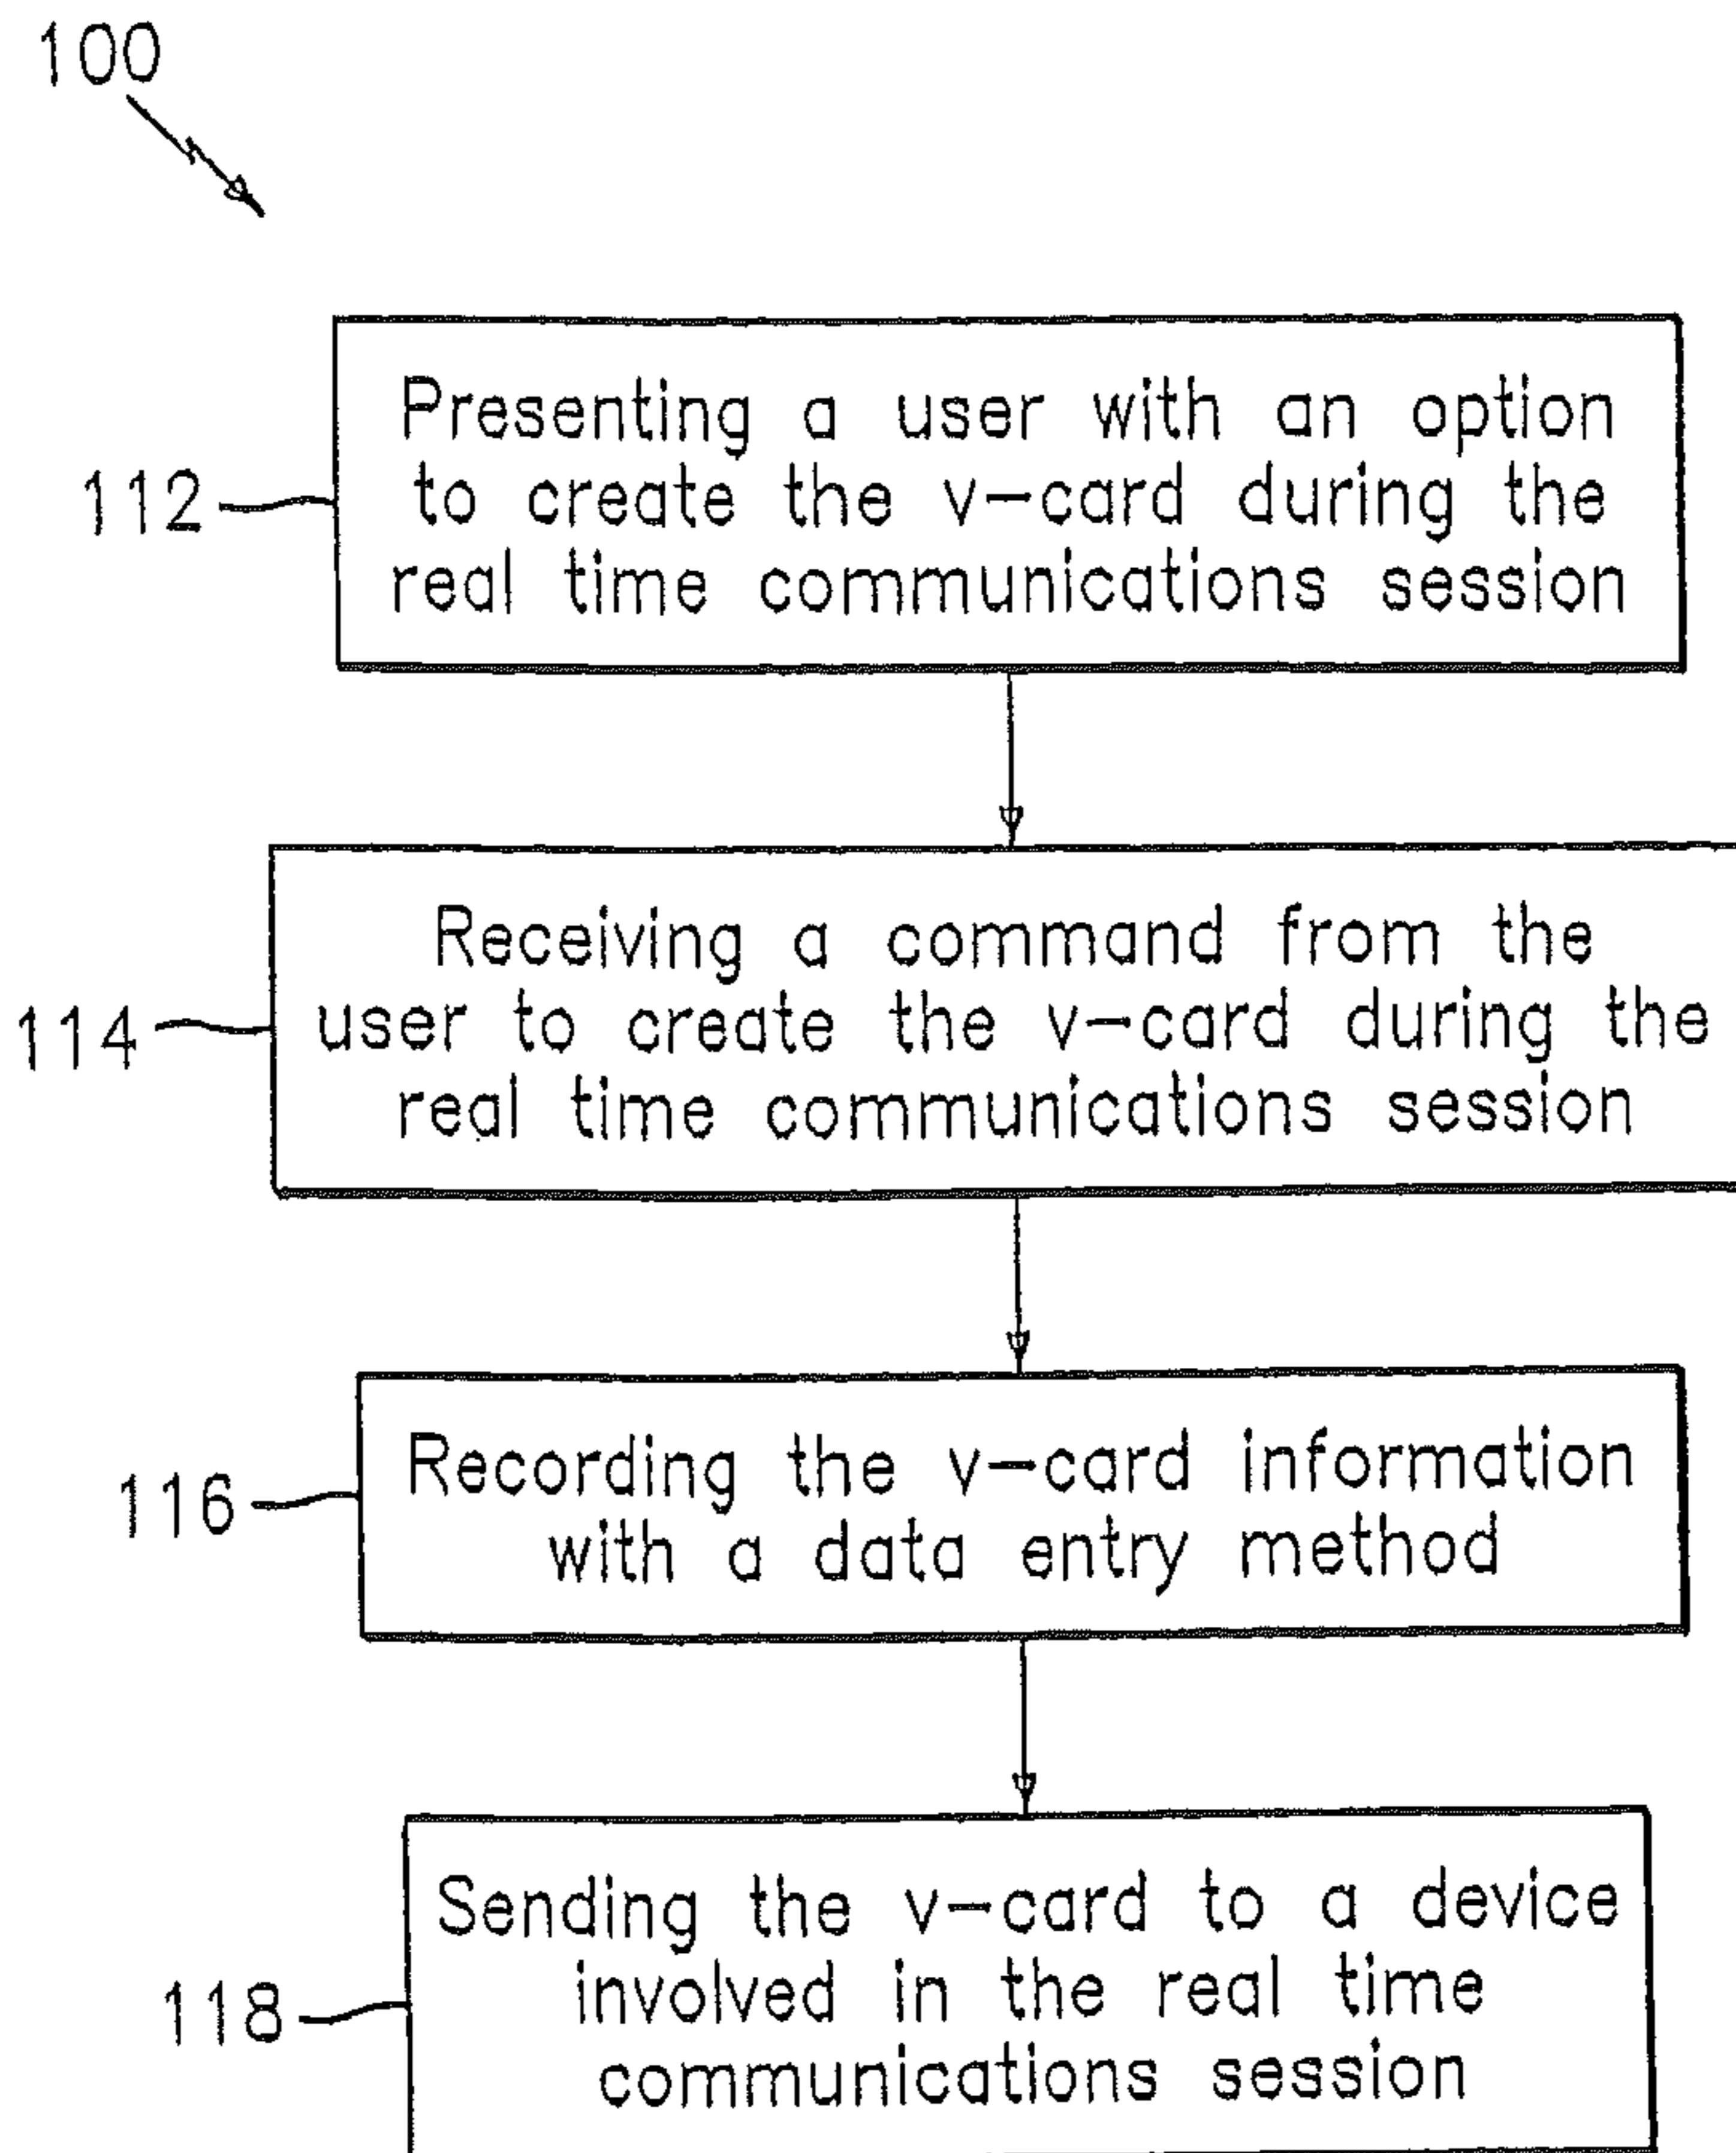 100
Presenting a user with an option
112
to create the v-card during the
real time communications session
Receiving a command from the
114
user to create the v-card during the
real time communications session
Recording the v-card information
116
with a data entry method
Sending the v-card to a device
118
involved in the real time
communications session